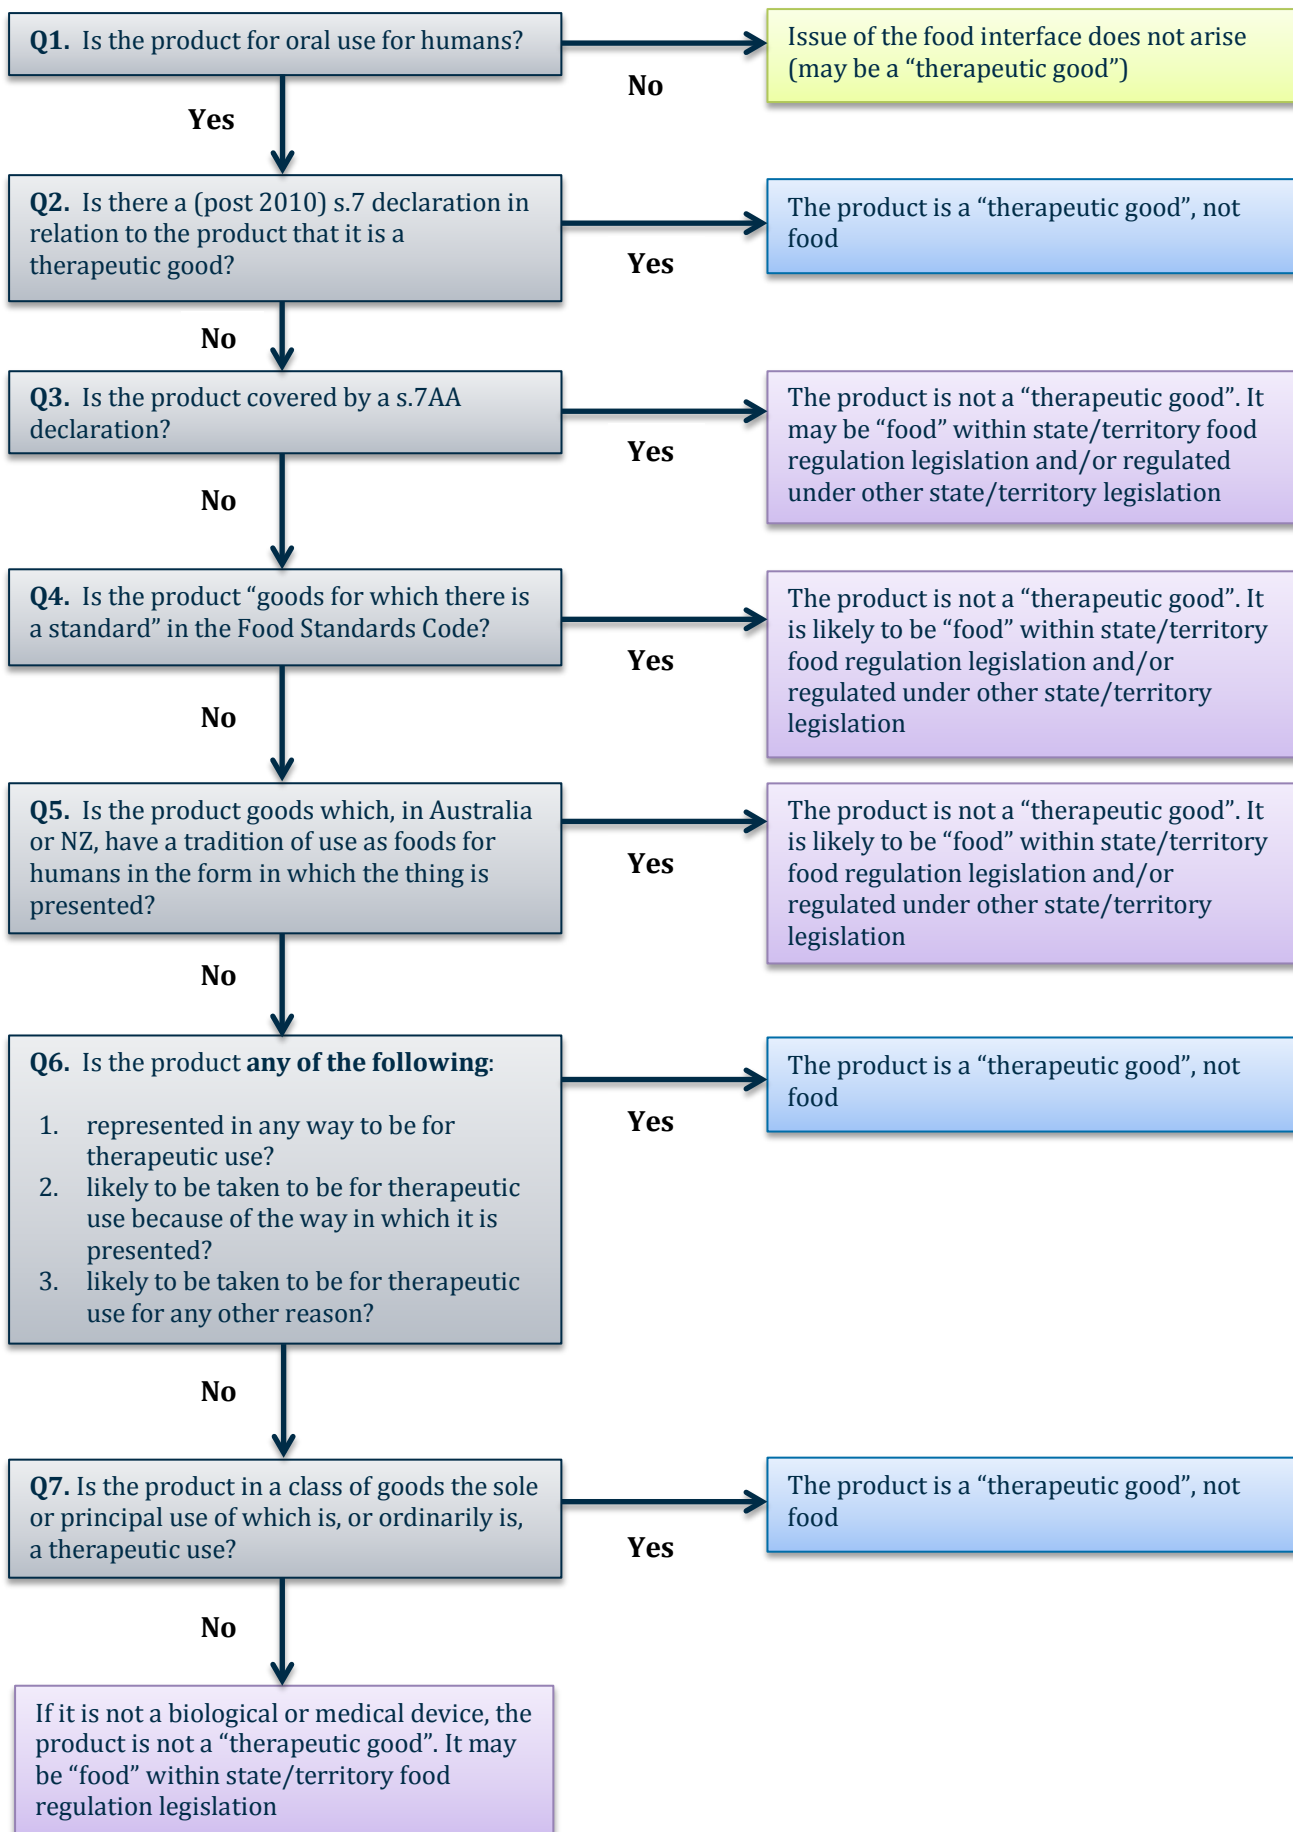 Q1. Is the product for oral use for humans?
No
Issue of the food interface does not arise
(may be a “therapeutic good”)
Yes
Q2. Is there a (post 2010) s.7 declaration in
relation to the product that it is a
therapeutic good?
Yes
The product is a “therapeutic good”, not
food
No
Q3. Is the product covered by a s.7AA
declaration?
Yes
The product is not a “therapeutic good”. It
may be “food” within state/territory food
regulation legislation and/or regulated
under other state/territory legislation
No
Q4. Is the product “goods for which there is
a standard” in the Food Standards Code?
Yes
The product is not a “therapeutic good”. It
is likely to be “food” within state/territory
food regulation legislation and/or
regulated under other state/territory
legislation
No
Q5. Is the product goods which, in Australia
or NZ, have a tradition of use as foods for
humans in the form in which the thing is
presented?
Yes
The product is not a “therapeutic good”. It
is likely to be “food” within state/territory
food regulation legislation and/or
regulated under other state/territory
legislation
No
Q6. Is the product any of the following:
1. represented in any way to be for
therapeutic use?
2. likely to be taken to be for therapeutic
use because of the way in which it is
presented?
3. likely to be taken to be for therapeutic
use for any other reason?
Yes
The product is a “therapeutic good”, not
food
No
Q7. Is the product in a class of goods the sole
or principal use of which is, or ordinarily is,
a therapeutic use?
Yes
The product is a “therapeutic good”, not
food
No
If it is not a biological or medical device, the
product is not a “therapeutic good”. It may
be “food” within state/territory food
regulation legislation